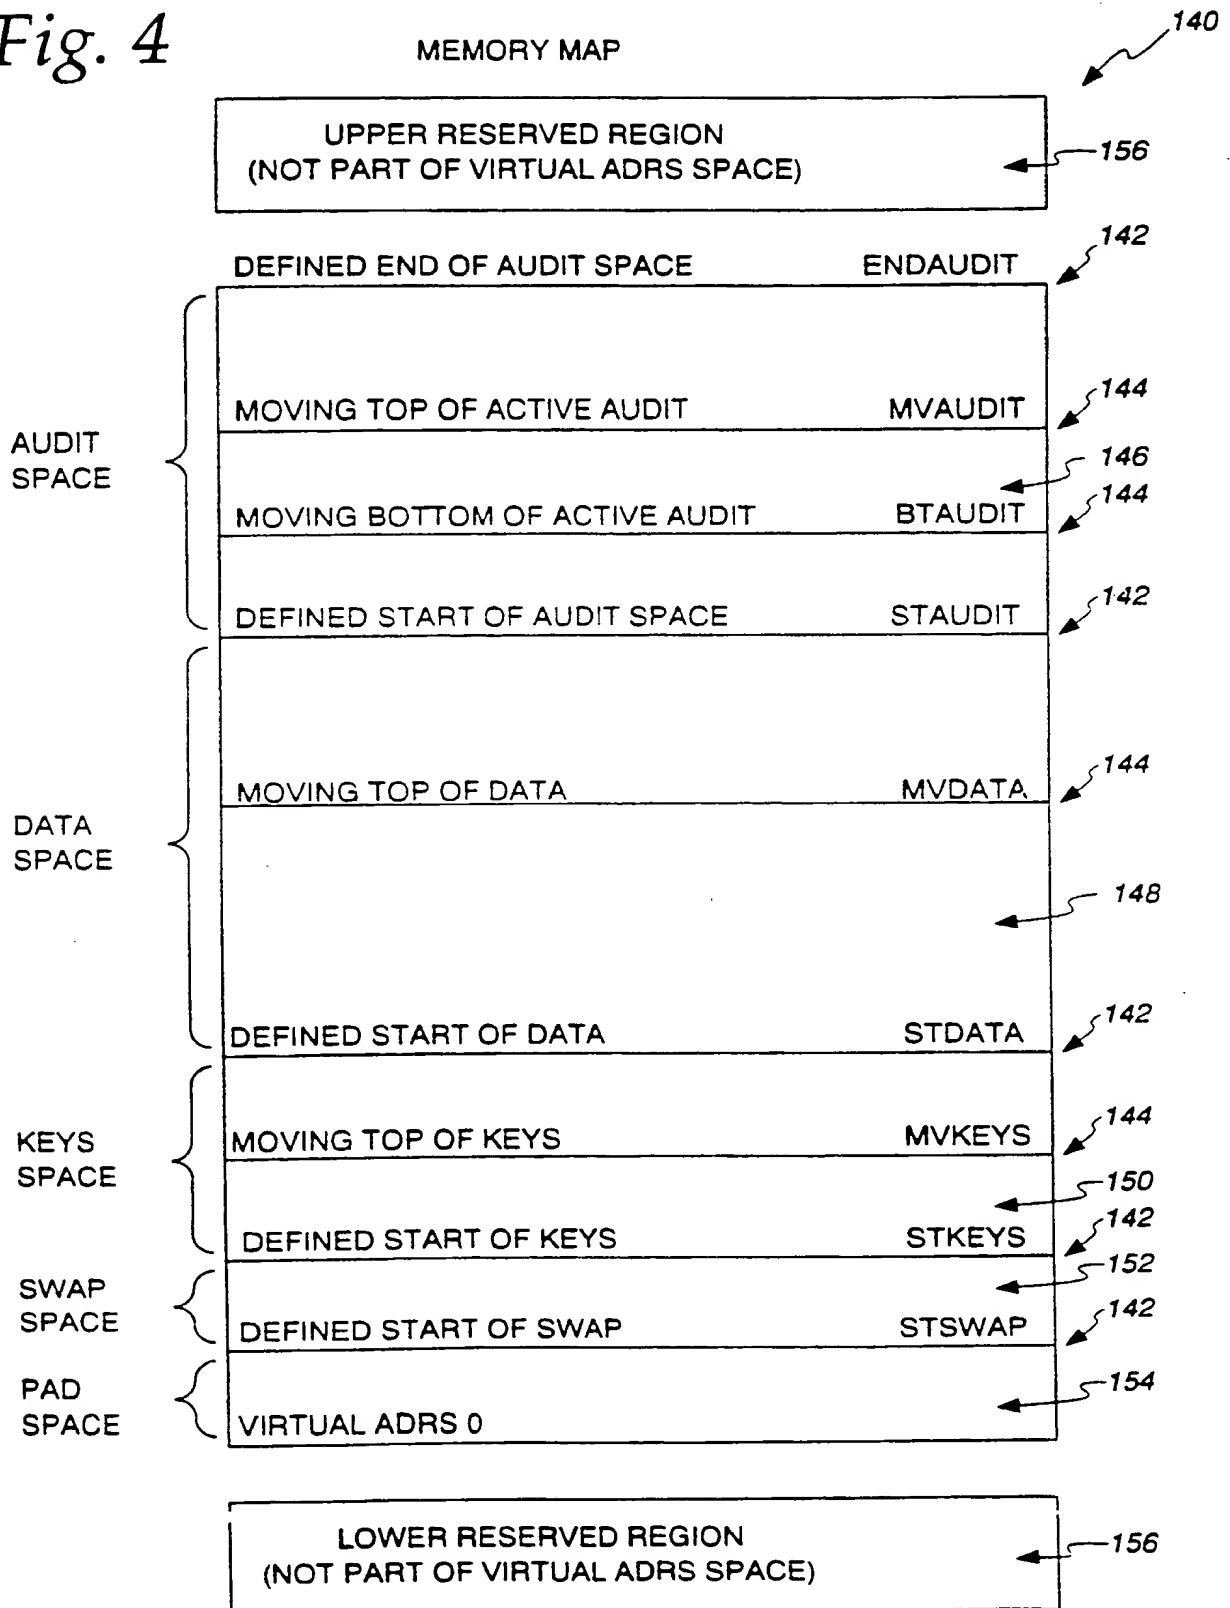 Fig. 4
MEMORY MAP
140
UPPER RESERVED REGION
(NOT PART OF VIRTUAL ADRS SPACE)
156
DEFINED END OF AUDIT SPACE ENDAUDIT
142
MOVING TOP OF ACTIVE AUDIT MVAUDIT
144
AUDIT
SPACE
146
MOVING BOTTOM OF ACTIVE AUDIT BTAUDIT
144
DEFINED START OF AUDIT SPACE STAUDIT
142
MOVING TOP OF DATA MVDATA
144
DATA
SPACE
148
DEFINED START OF DATA STDATA
142
MOVING TOP OF KEYS MVKEYS
144
KEYS
SPACE
150
DEFINED START OF KEYS STKEYS
142
SWAP
SPACE
152
DEFINED START OF SWAP STSWAP
142
PAD
SPACE
154
VIRTUAL ADRS 0
LOWER RESERVED REGION
(NOT PART OF VIRTUAL ADRS SPACE)
156